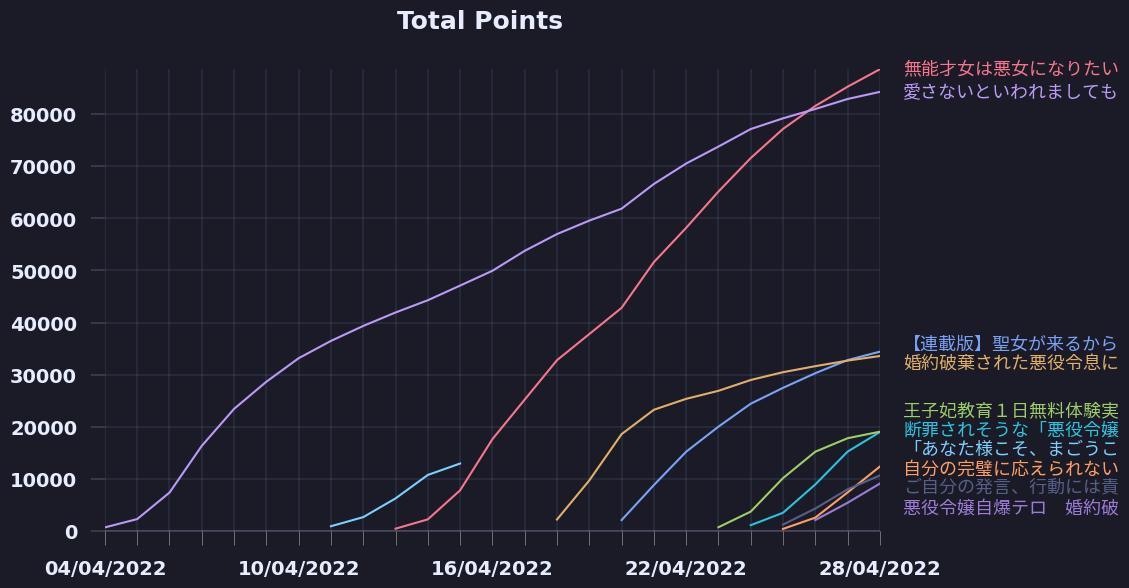 Total Points
無能才女は悪女になりたい
愛さないといわれましても
80000
70000
60000
50000
40000
【連載版】聖女が来るから
婚約破棄された悪役令息に
30000
王子妃教育１日無料体験実
20000
断罪されそうな「悪役令嬢
「あなた様こそ、まごうこ
自分の完璧に応えられない
10000
ご自分の発言、行動には責
悪役令嬢自爆テロ　婚約破
0
04/04/2022 10/04/2022 16/04/2022 22/04/2022 28/04/2022